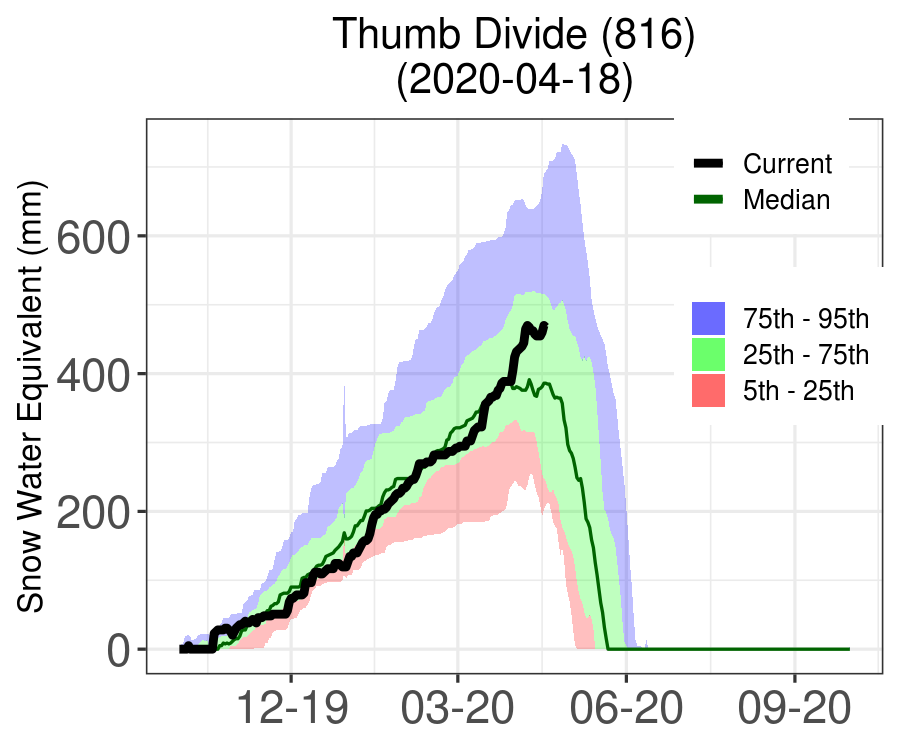 Thumb Divide (816)
(2020-04-18)
Snow Water Equivalent (mm)
600
400
200
0
12-19
03-20
06-20
09-20
Current
Median
75th - 95th
25th - 75th
5th - 25th